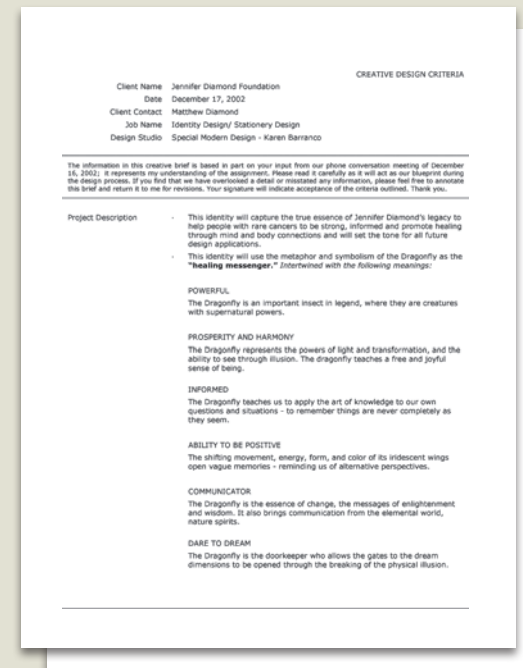 CREATIVE DESIGN CRITERIA
Client Name Jennifer Diamond Foundation
Date December 17, 2002
Client Contact Matthew Diamond
Job Name Identity Design/ Stationery Design
Design Studio Special Modern Design - Karen Barranco
The information in this creative brief is based in part on your input from our phone conversation meeting of December
16, 2002; it represents my understanding of the assignment. Please read it carefully as it will act as our blueprint during
the design process. If you find that we have overlooked a detail or misstated any information, please feel free to annotate
this brief and return it to me for revisions. Your signature will indicate acceptance of the criteria outlined. Thank you.
Project Description - This identity will capture the true essence of Jennifer Diamond's legacy to
help people with rare cancers to be strong, informed and promote healing
through mind and body connections and will set the tone for all future
design applications.
- This identity will use the metaphor and symbolism of the Dragonfly as the
"healing messenger." Intertwined with the following meanings:
POWERFUL
The Dragonfly is an important insect in legend, where they are creatures
with supernatural powers.
PROSPERITY AND HARMONY
The Dragonfly represents the powers of light and transformation, and the
ability to see through illusion. The dragonfly teaches a free and joyful
sense of being.
INFORMED
The Dragonfly teaches us to apply the art of knowledge to our own
questions and situations - to remember things are never completely as
they seem.
ABILITY TO BE POSITIVE
The shifting movement, energy, form, and color of its iridescent wings
open vague memories - reminding us of alternative perspectives.
COMMUNICATOR
The Dragonfly is the essence of change, the messages of enlightenment
and wisdom. It also brings communication from the elemental world,
nature spirits.
DARE TO DREAM
The Dragonfly is the doorkeeper who allows the gates to the dream
dimensions to be opened through the breaking of the physical illusion.